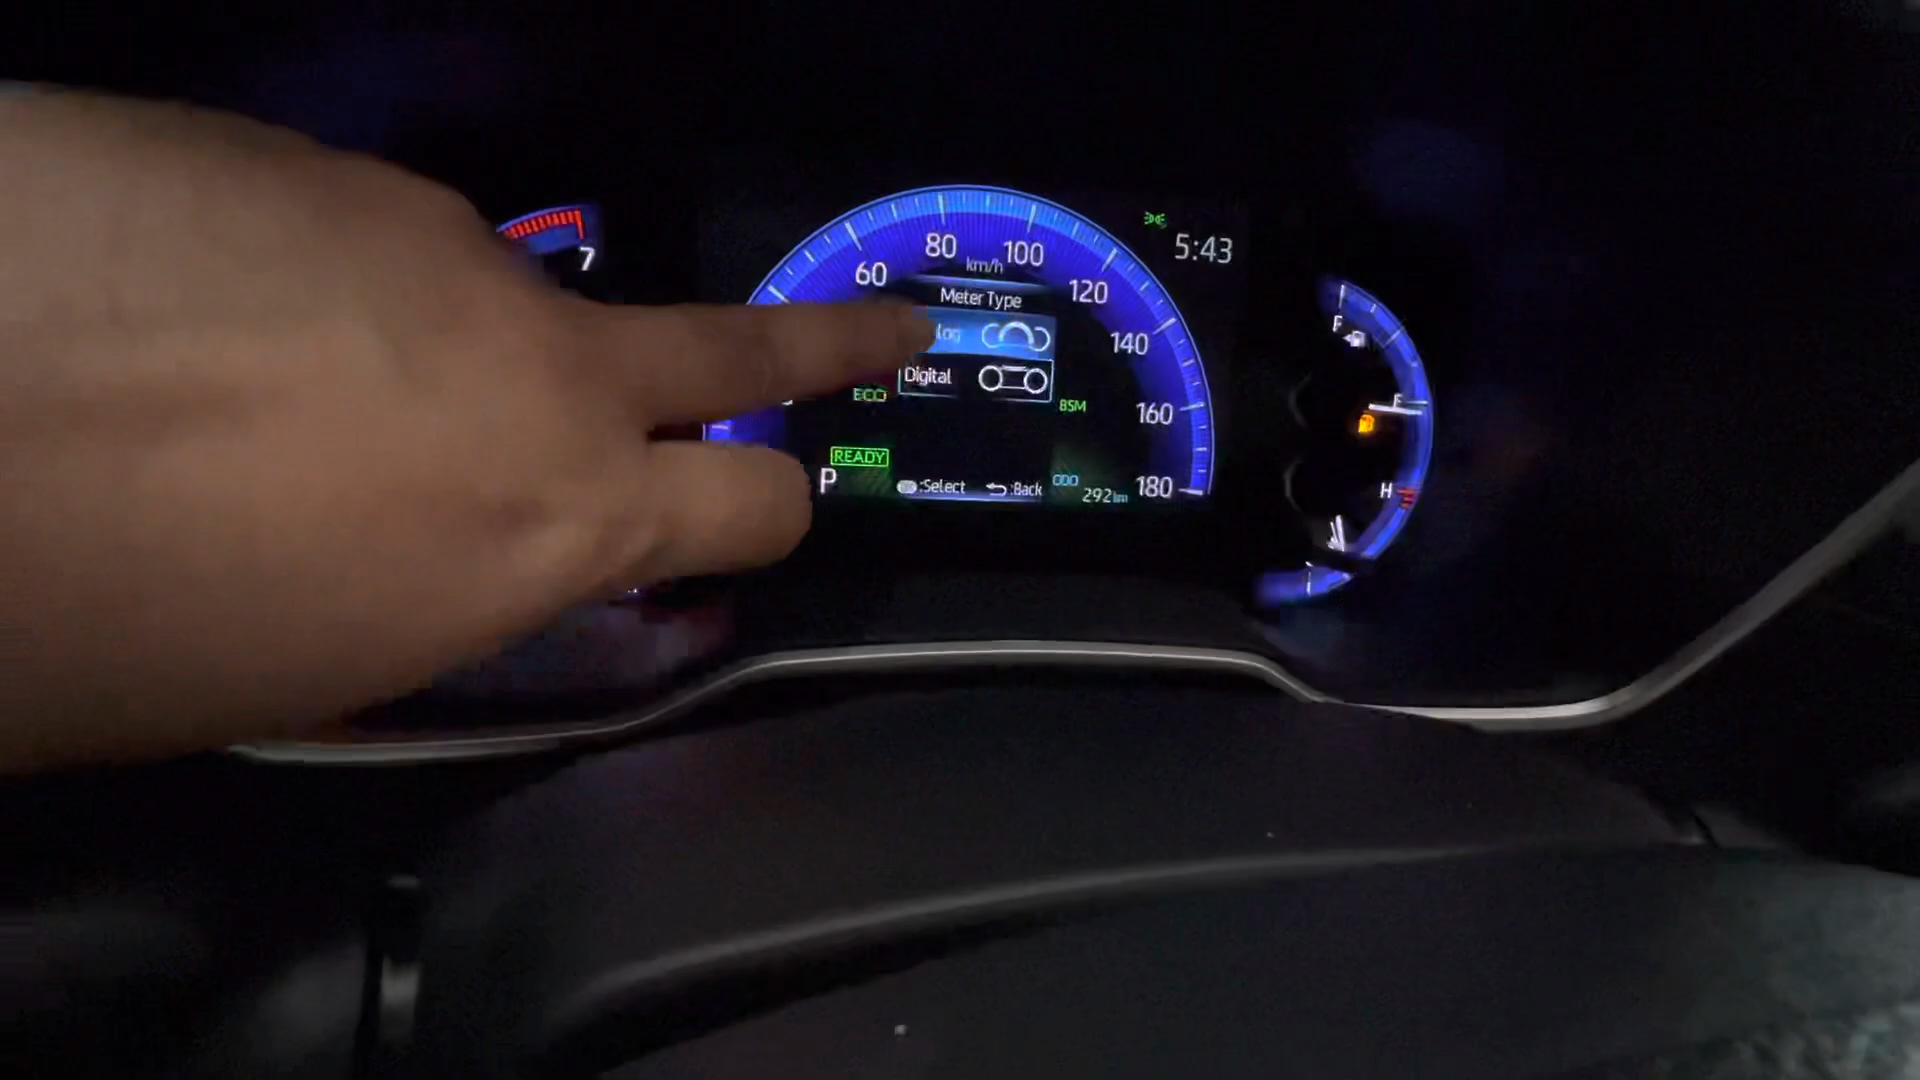 7
80
100
km/h
60
120
140
160
180
5:43
Meter Type
Digital
ECO
BSM
READY
P
:Select
:Back
ODO
292km
F
E
H